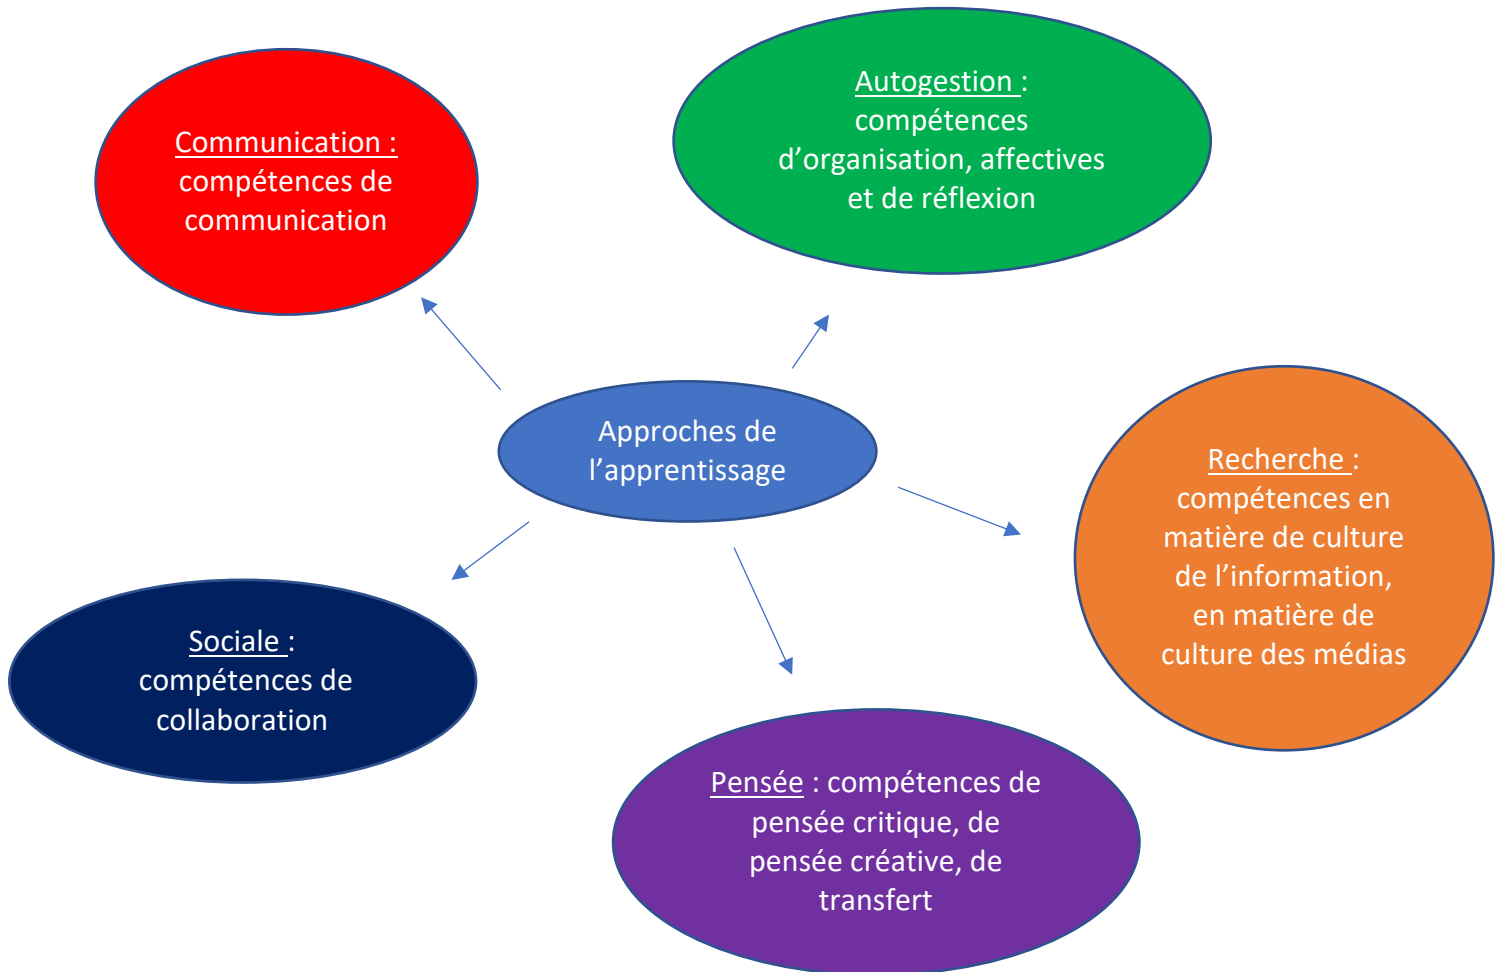 Communication :
compétences de
communication
Autogestion :
compétences
d’organisation, affectives
et de réflexion
Approches de
l’apprentissage
Recherche :
compétences en
matière de culture
de l’information,
en matière de
culture des médias
Sociale :
compétences de
collaboration
Pensée : compétences de
pensée critique, de
pensée créative, de
transfert